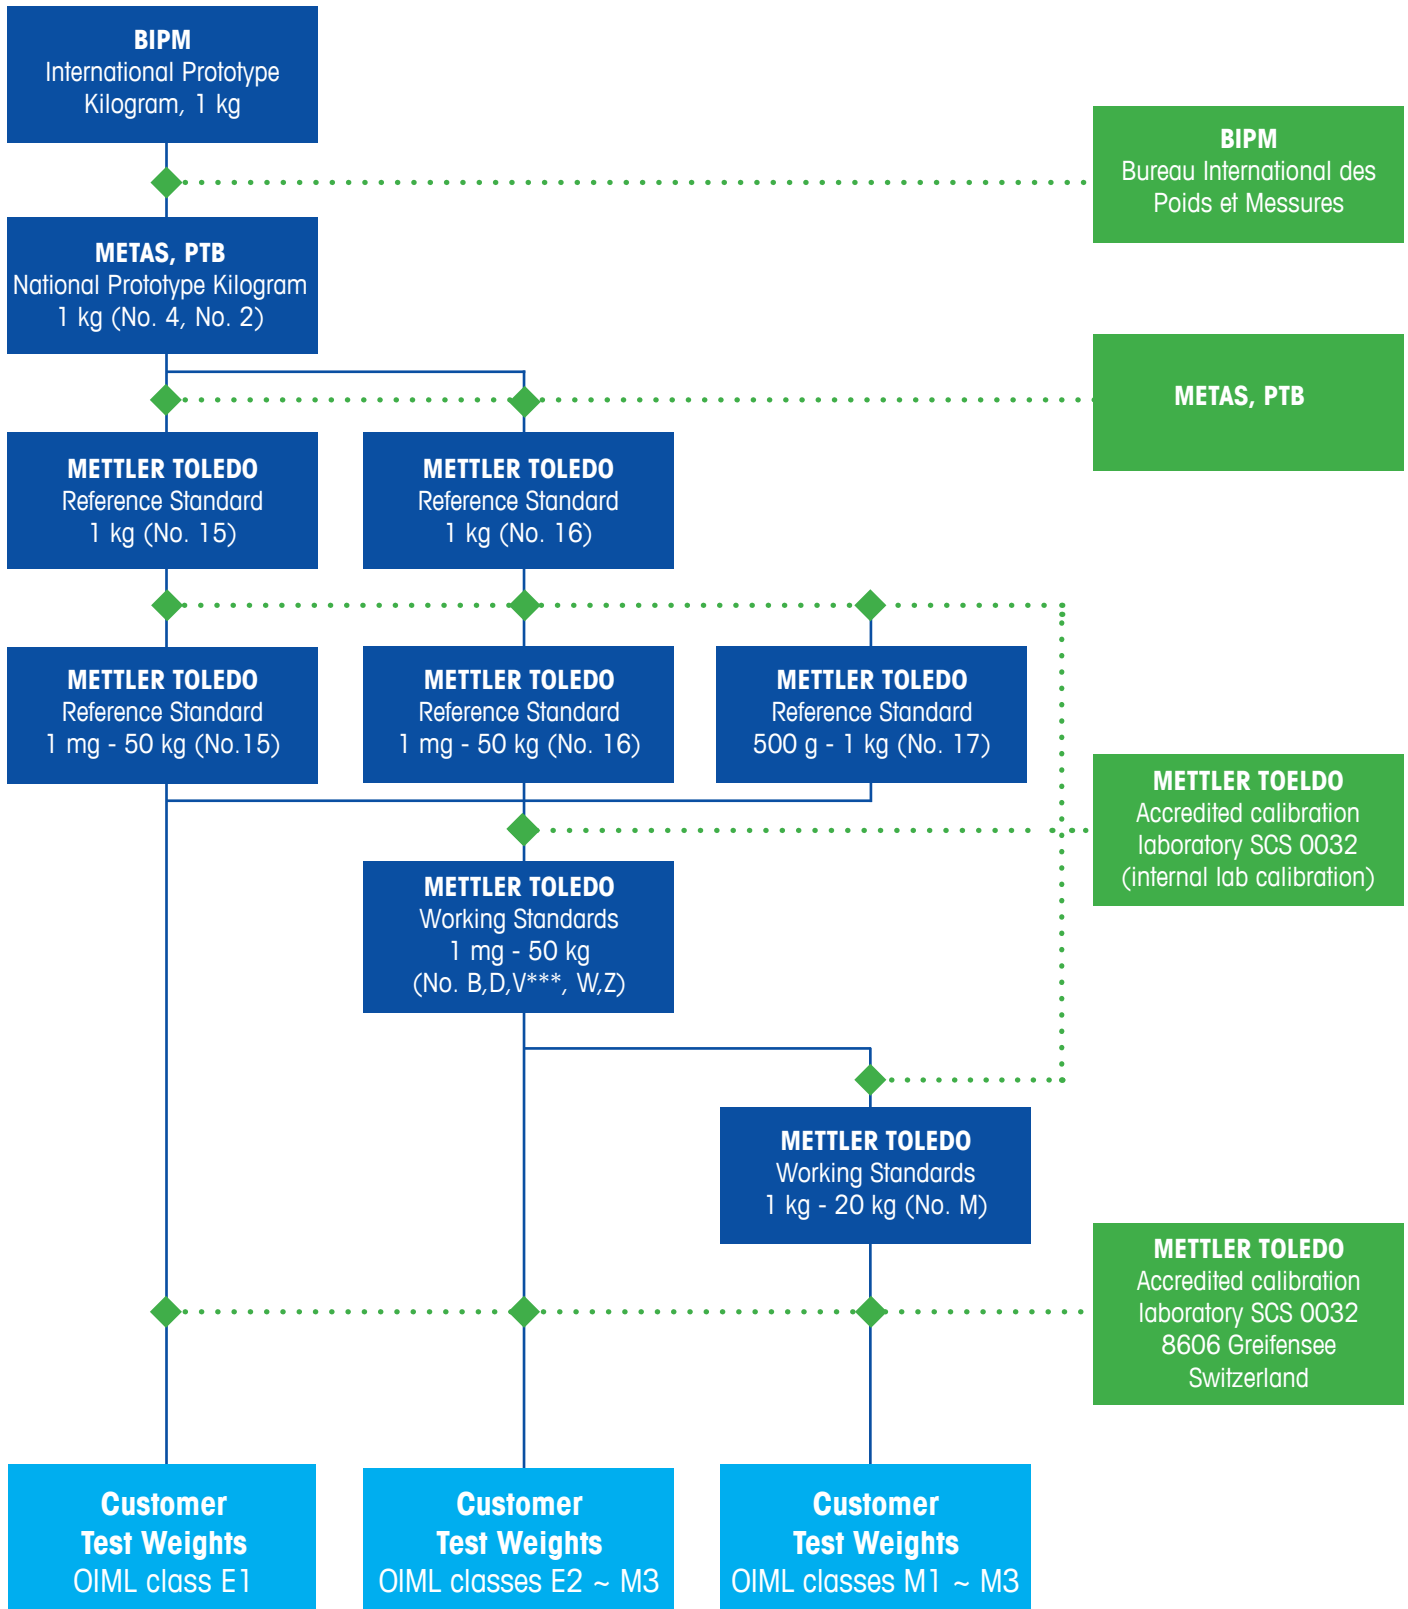 BIPM
International Prototype
Kilogram, 1 kg
BIPM
Bureau International des
Poids et Messures
METAS, PTB
National Prototype Kilogram
1 kg (No. 4, No. 2)
METAS, PTB
METTLER TOLEDO
Reference Standard
1 kg (No. 15)
METTLER TOLEDO
Reference Standard
1 kg (No. 16)
METTLER TOLEDO
Reference Standard
1 mg - 50 kg (No.15)
METTLER TOLEDO
Reference Standard
1 mg - 50 kg (No. 16)
METTLER TOLEDO
Reference Standard
500 g - 1 kg (No. 17)
METTLER TOELDO
Accredited calibration
laboratory SCS 0032
(internal lab calibration)
METTLER TOLEDO
Working Standards
1 mg - 50 kg
(No. B,D,V***, W,Z)
METTLER TOLEDO
Working Standards
1 kg - 20 kg (No. M)
METTLER TOLEDO
Accredited calibration
laboratory SCS 0032
8606 Greifensee
Switzerland
Customer
Test Weights
OIML class E1
Customer
Test Weights
OIML classes E2 ~ M3
Customer
Test Weights
OIML classes M1 ~ M3